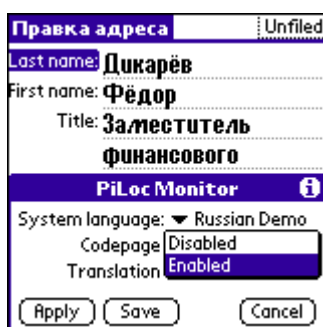 Правка адреса Unfiled
Last name: Дикарёв
First name: Фёдор
Title: Заместитель
финансового
PiLoc Monitor i
System language: Russian Demo
Codepage Disabled
Translation Enabled
Apply Save Cancel